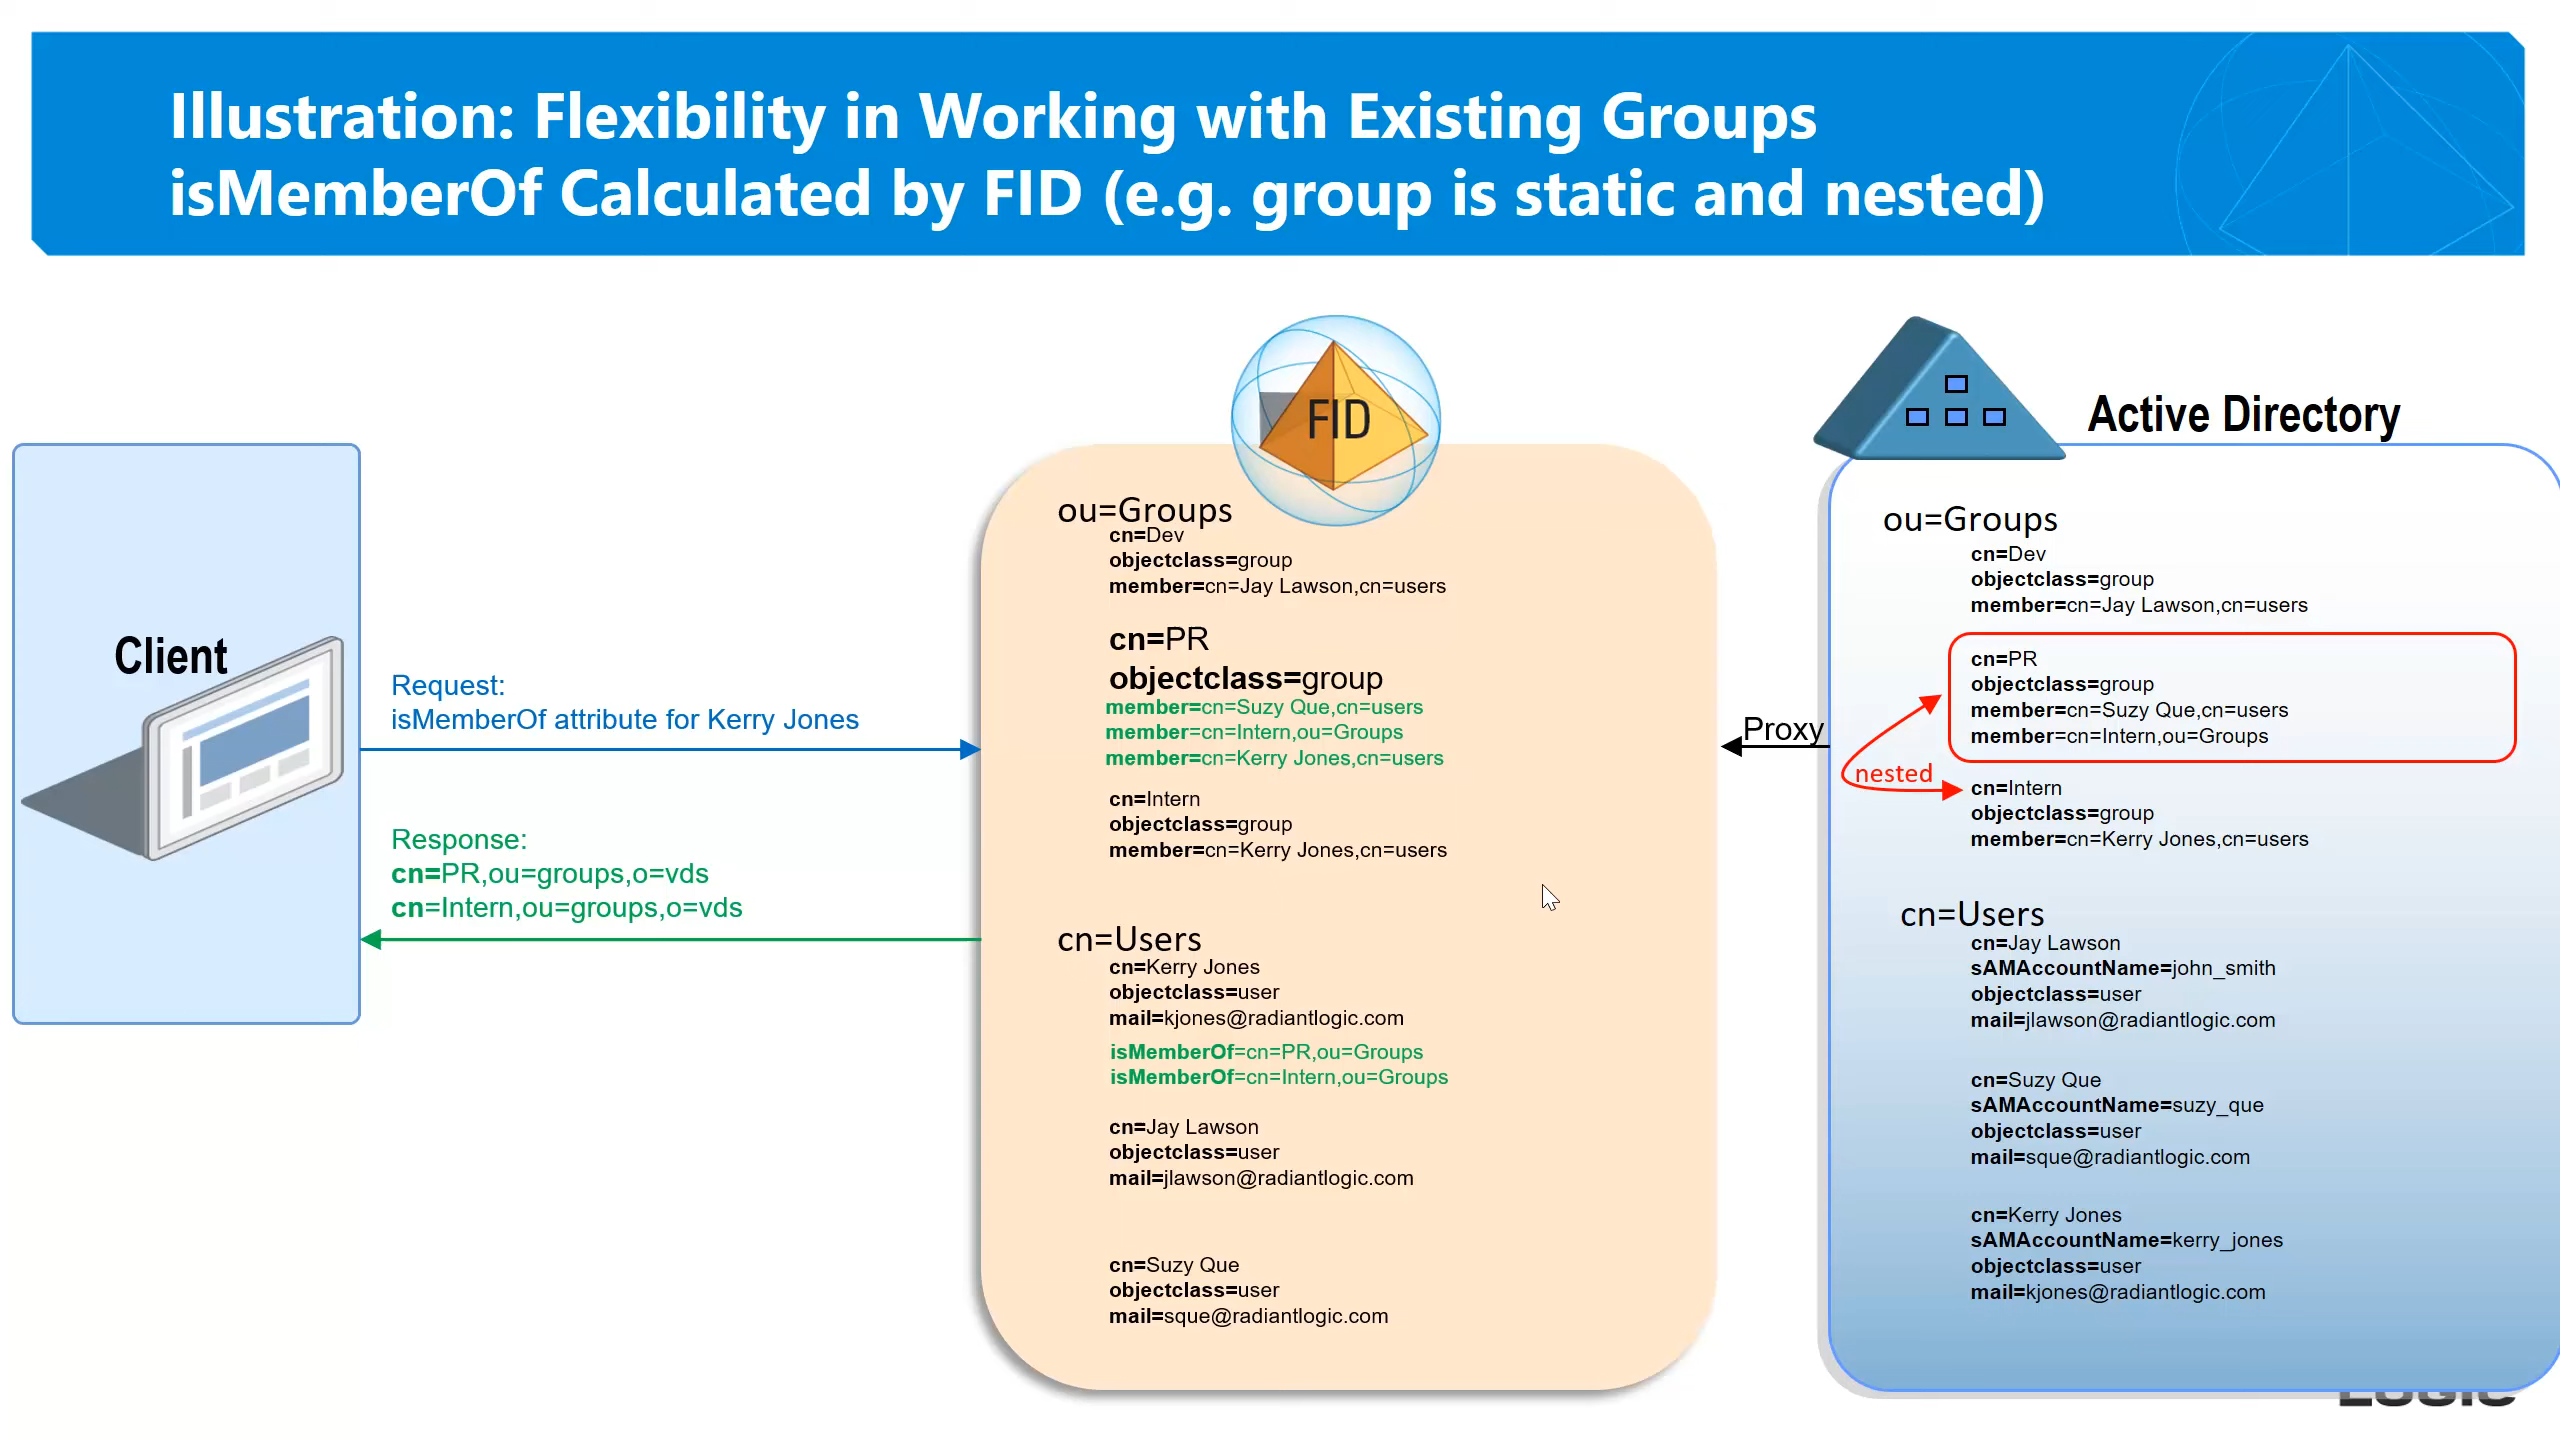 Illustration: Flexibility in Working with Existing Groups
isMemberOf Calculated by FID (e.g. group is static and nested)
Client
Request:
isMemberOf attribute for Kerry Jones
Response:
cn=PR,ou=groups,o=vds
cn=Intern,ou=groups,o=vds
FID
ou=Groups
cn=Dev
objectclass=group
member=cn=Jay Lawson,cn=users
cn=PR
objectclass=group
member=cn=Suzy Que,cn=users
member=cn=Intern,ou=Groups
member=cn=Kerry Jones,cn=users
cn=Intern
objectclass=group
member=cn=Kerry Jones,cn=users
cn=Users
cn=Kerry Jones
objectclass=user
mail=kjones@radiantlogic.com
isMemberOf=cn=PR,ou=Groups
isMemberOf=cn=Intern,ou=Groups
cn=Jay Lawson
objectclass=user
mail=jlawson@radiantlogic.com
cn=Suzy Que
objectclass=user
mail=sque@radiantlogic.com
Proxy
Active Directory
ou=Groups
cn=Dev
objectclass=group
member=cn=Jay Lawson,cn=users
cn=PR
objectclass=group
member=cn=Suzy Que,cn=users
member=cn=Intern,ou=Groups
nested
cn=Intern
objectclass=group
member=cn=Kerry Jones,cn=users
cn=Users
cn=Jay Lawson
sAMAccountName=john_smith
objectclass=user
mail=jlawson@radiantlogic.com
cn=Suzy Que
sAMAccountName=suzy_que
objectclass=user
mail=sque@radiantlogic.com
cn=Kerry Jones
sAMAccountName=kerry_jones
objectclass=user
mail=kjones@radiantlogic.com
LOGIC